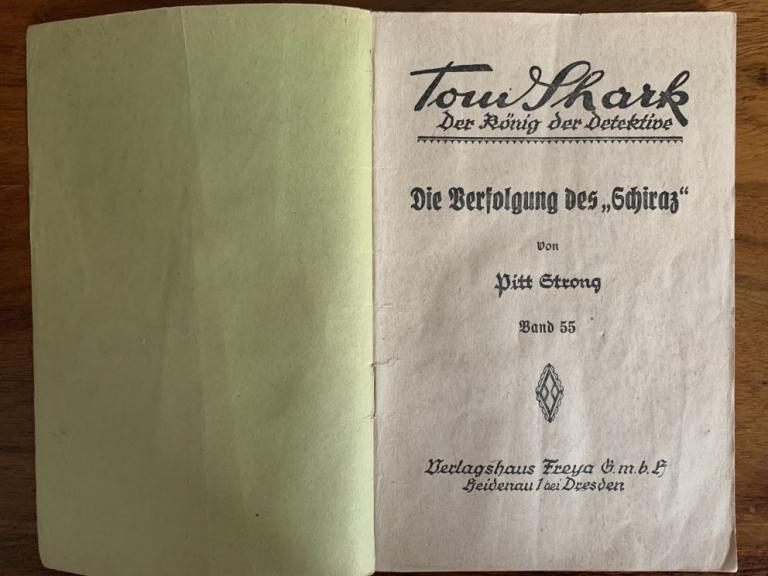 Tom Shark
Der König der Detektive
Die Verfolgung des „Schiraz“
von
Pitt Strong
Band 55
Verlagshaus Freya G.m.b.H
Heidenau 1 bei Dresden